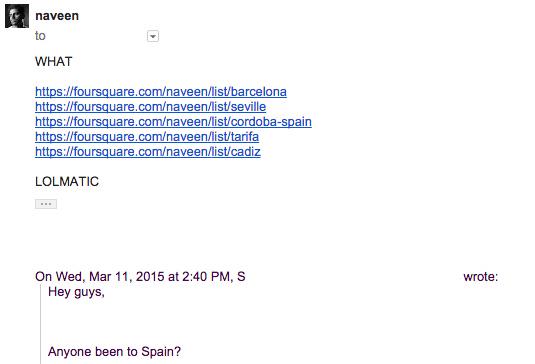 naveen
to
WHAT
https://foursquare.com/naveen/list/barcelona
https://foursquare.com/naveen/list/seville
https://foursquare.com/naveen/list/cordoba-spain
https://foursquare.com/naveen/list/tarifa
https://foursquare.com/naveen/list/cadiz
LOLMATIC
On Wed, Mar 11, 2015 at 2:40 PM, S wrote:
Hey guys,
Anyone been to Spain?